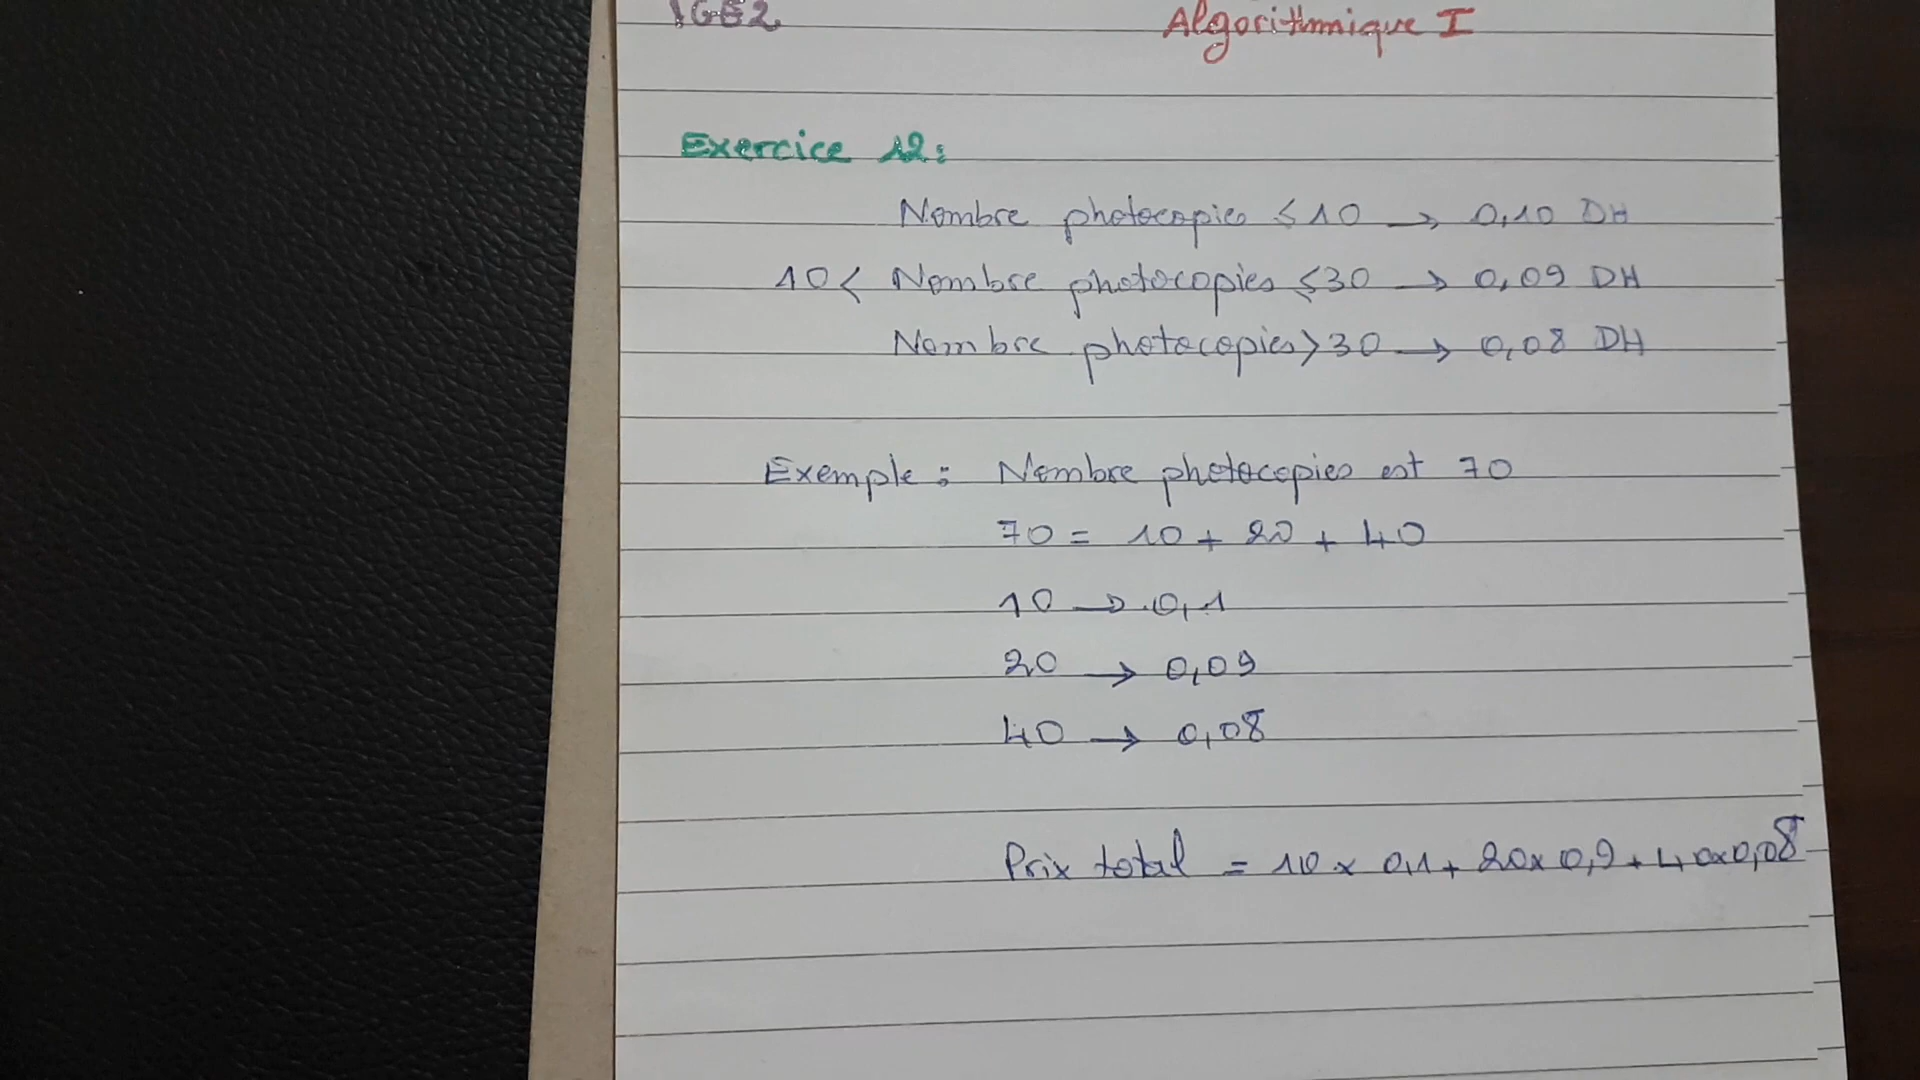 IGE2 Algorithmique I
Exercice 12:
Nombre photocopies ≤ 10 → 0,10 DH
10 < Nombre photocopies ≤ 30 → 0,09 DH
Nombre photocopies > 30 → 0,08 DH
Exemple : Nombre photocopies est 70
70 = 10 + 20 + 40
10 → 0,1
20 → 0,09
40 → 0,08
Prix total = 10 x 0,1 + 20 x 0,9 + 40 x 0,08